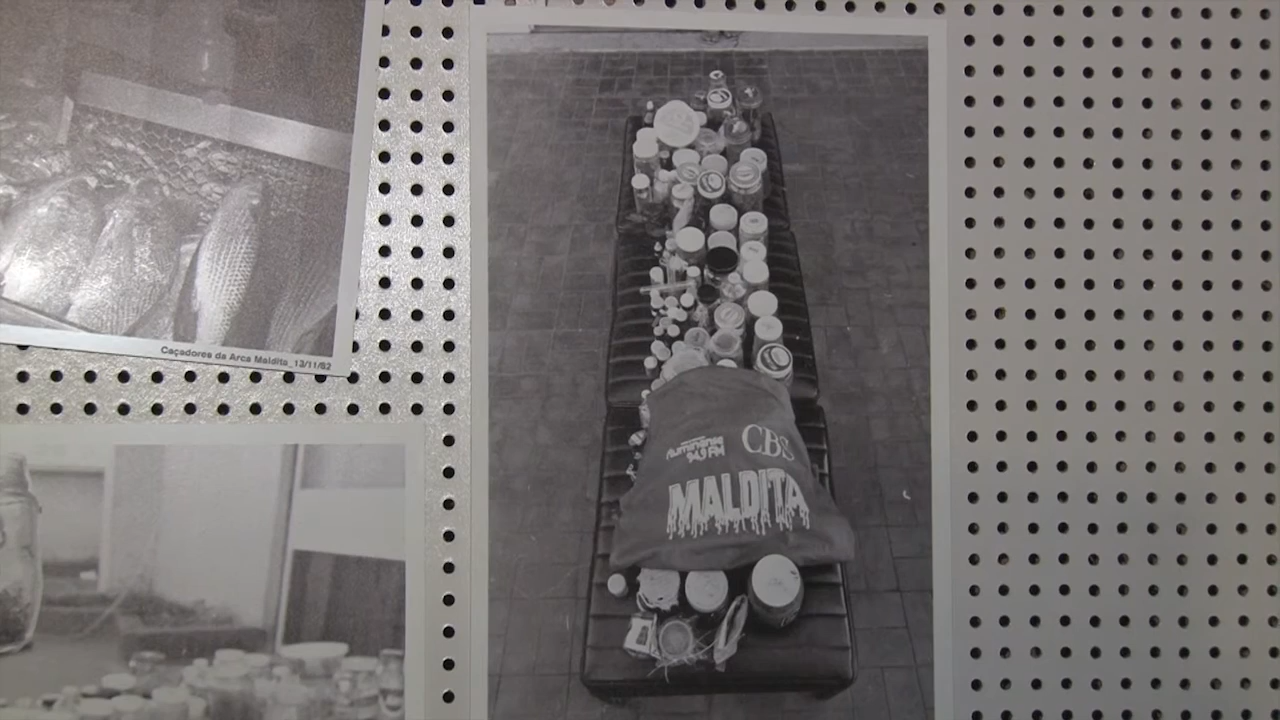 Caçadores da Arca Maldita_13/11/82
fluminense
94,9 FM
CBS
MALDITA